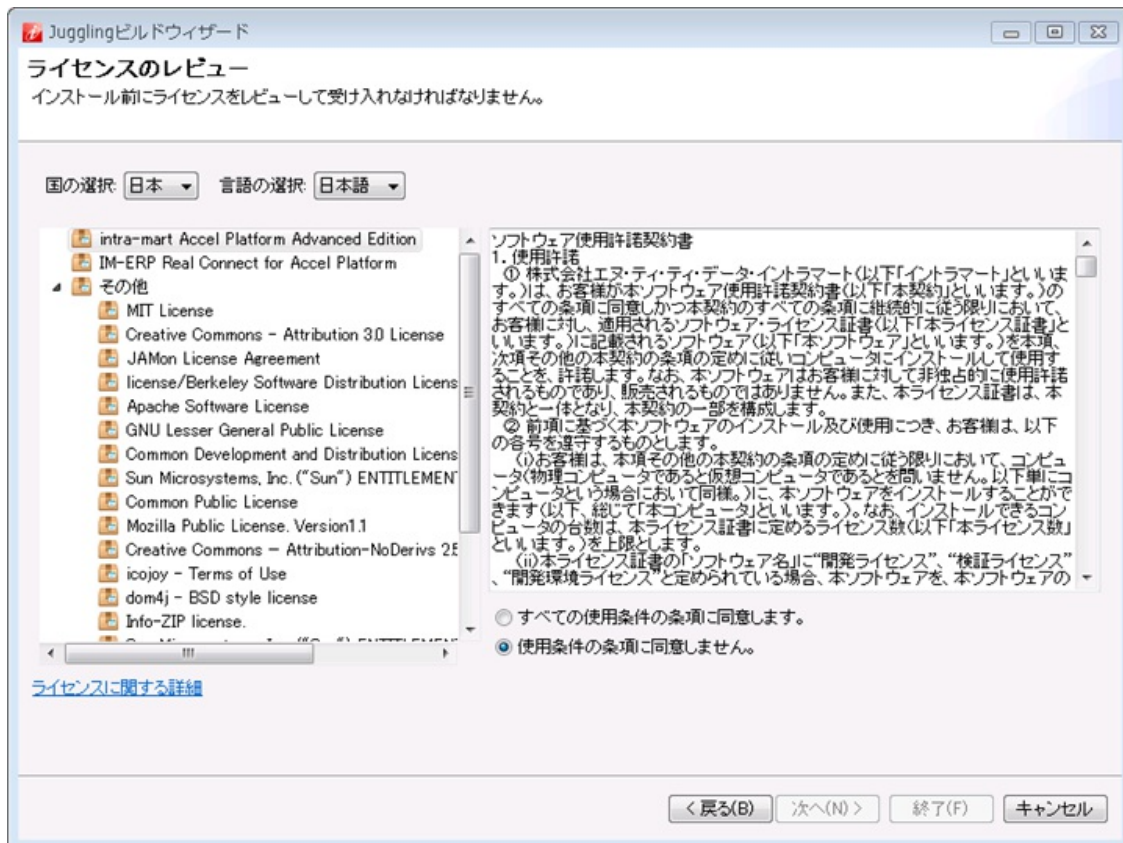 Jugglingビルドウィザード
ライセンスのレビュー
インストール前にライセンスをレビューして受け入れなければなりません。
国の選択: 日本 言語の選択: 日本語
intra-mart Accel Platform Advanced Edition
IM-ERP Real Connect for Accel Platform
その他
MIT License
Creative Commons - Attribution 3.0 License
JAMon License Agreement
license/Berkeley Software Distribution Licens
Apache Software License
GNU Lesser General Public License
Common Development and Distribution Licens
Sun Microsystems, Inc. ("Sun") ENTITLEMEN
Common Public License
Mozilla Public License. Version1.1
Creative Commons — Attribution-NoDerivs 2.5
icojoy - Terms of Use
dom4j - BSD style license
Info-ZIP license.
ソフトウェア使用許諾契約書
1. 使用許諾
① 株式会社エヌ・ティ・ティ・データ・イントラマート(以下「イントラマート」といいま
す。)は、お客様が本ソフトウェア使用許諾契約書(以下「本契約」といいます。)の
すべての条項に同意しかつ本契約のすべての条項に継続的に従う限りにおいて、
お客様に対し、適用されるソフトウェア・ライセンス証書(以下「本ライセンス証書」と
いいます。)に記載されるソフトウェア(以下「本ソフトウェア」といいます。)を本項、
次項その他の本契約の条項の定めに従いコンピュータにインストールして使用す
ることを、許諾します。なお、本ソフトウェアはお客様に対して非独占的に使用許諾
されるものであり、販売されるものではありません。また、本ライセンス証書は、本
契約と一体となり、本契約の一部を構成します。
② 前項に基づく本ソフトウェアのインストール及び使用につき、お客様は、以下
の各号を遵守するものとします。
(i)お客様は、本項その他の本契約の条項の定めに従う限りにおいて、コンピュ
ータ(物理コンピュータであると仮想コンピュータであるとを問いません。以下単にコ
ンピュータという場合において同様。)に、本ソフトウェアをインストールすることがで
きます(以下、総じて「本コンピュータ」といいます。)。なお、インストールできるコン
ピュータの台数は、本ライセンス証書に定めるライセンス数(以下「本ライセンス数」
といいます。)を上限とします。
(ii)本ライセンス証書の「ソフトウェア名」に“開発ライセンス”、“検証ライセンス”
、“開発環境ライセンス”と定められている場合、本ソフトウェアを、本ソフトウェアの
すべての使用条件の条項に同意します。
使用条件の条項に同意しません。
ライセンスに関する詳細
< 戻る(B) 次へ(N) > 終了(F) キャンセル